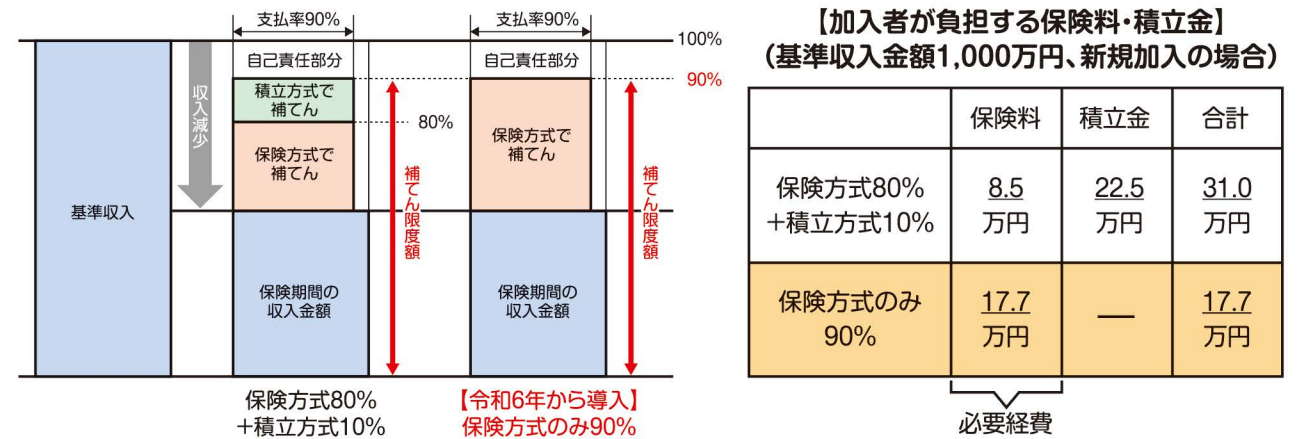 支払率90%
支払率90%
100%
自己責任部分
自己責任部分
90%
収入減少
積立方式で
補てん
80%
保険方式で
補てん
保険方式で
補てん
補てん限度額
補てん限度額
基準収入
保険期間の
収入金額
保険期間の
収入金額
保険方式80%
+積立方式10%
【令和6年から導入】
保険方式のみ90%
【加入者が負担する保険料・積立金】
(基準収入金額1,000万円、新規加入の場合)
保険料 積立金 合計
保険方式80%
+積立方式10%
8.5
万円
22.5
万円
31.0
万円
保険方式のみ
90%
17.7
万円
—
17.7
万円
必要経費